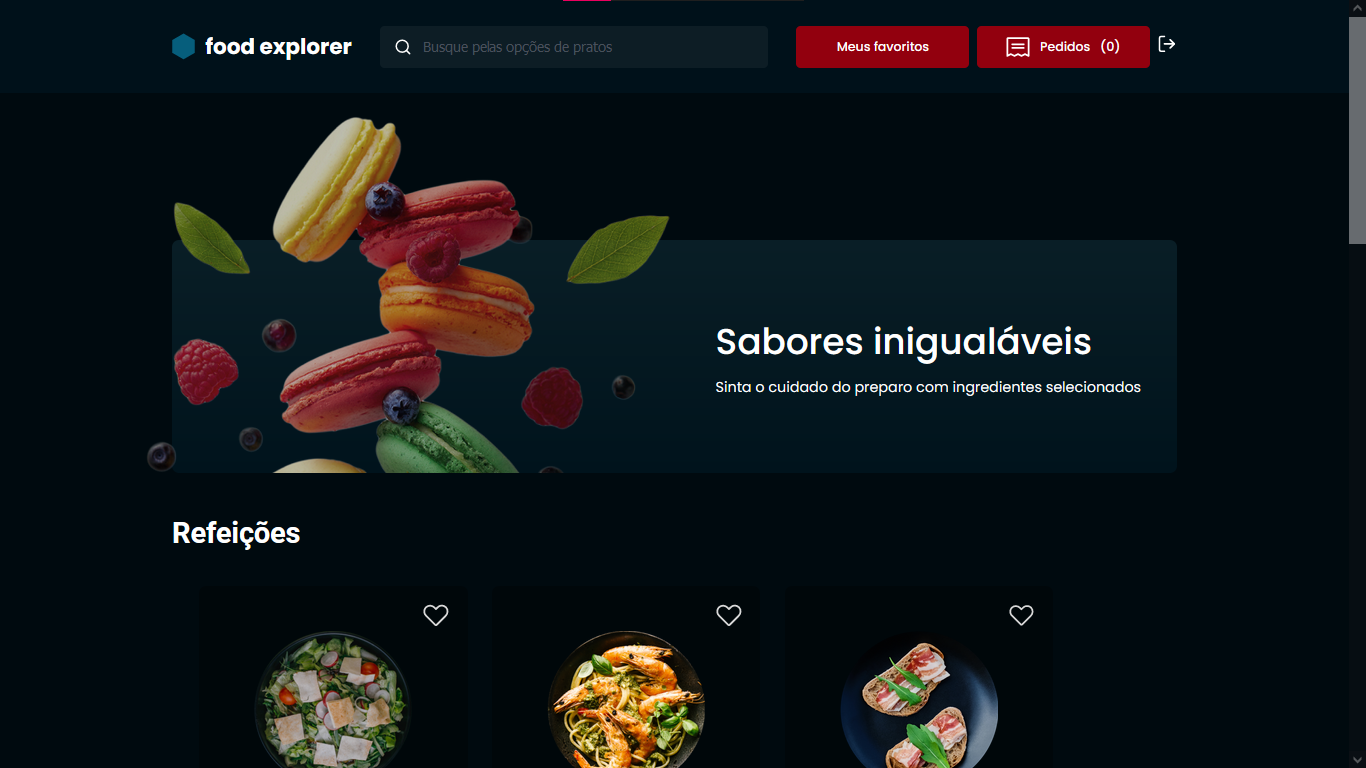 food explorer
Busque pelas opções de pratos
Meus favoritos
Pedidos (0)
Sabores inigualáveis
Sinta o cuidado do preparo com ingredientes selecionados
Refeições